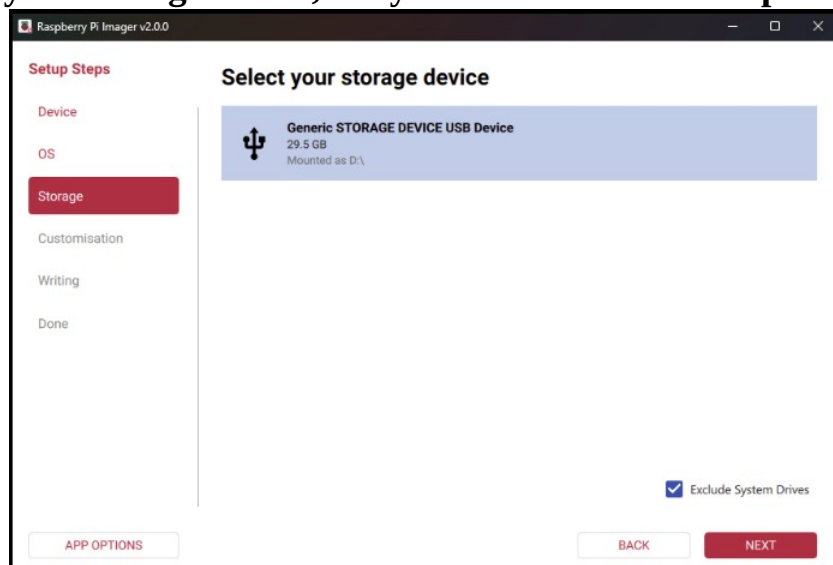 Raspberry Pi Imager v2.0.0
Setup Steps
Select your storage device
Device
OS
Storage
Customisation
Writing
Done
Generic STORAGE DEVICE USB Device
29.5 GB
Mounted as D:\
Exclude System Drives
APP OPTIONS
BACK
NEXT